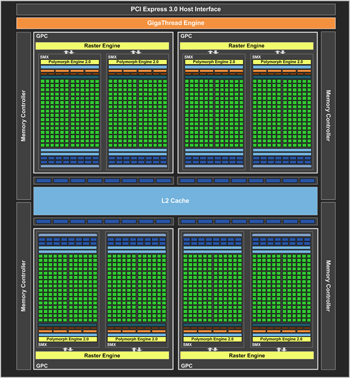 PCI Express 3.0 Host Interface
GigaThread Engine
GPC
GPC
Raster Engine
Raster Engine
SMX
SMX
SMX
SMX
Polymorph Engine 2.0
Polymorph Engine 2.0
Polymorph Engine 2.0
Polymorph Engine 2.0
Memory Controller
Memory Controller
L2 Cache
Memory Controller
Memory Controller
Polymorph Engine 2.0
Polymorph Engine 2.0
Polymorph Engine 2.0
Polymorph Engine 2.0
SMX
SMX
SMX
SMX
Raster Engine
Raster Engine
GPC
GPC